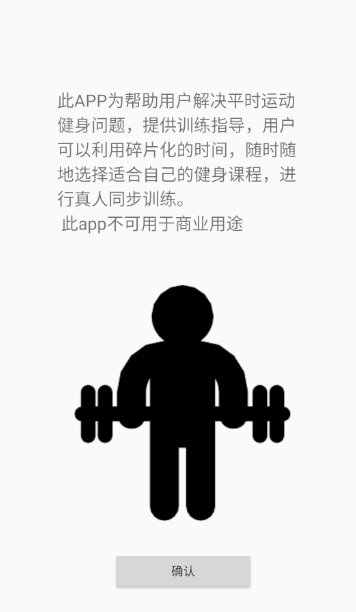 此APP为帮助用户解决平时运动
健身问题，提供训练指导，用户
可以利用碎片化的时间，随时随
地选择适合自己的健身课程，进
行真人同步训练。
此app不可用于商业用途
确认